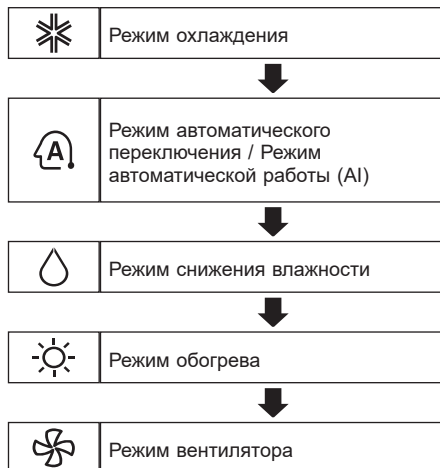 Режим охлаждения
A
Режим автоматического
переключения / Режим
автоматической работы (AI)
Режим снижения влажности
Режим обогрева
Режим вентилятора